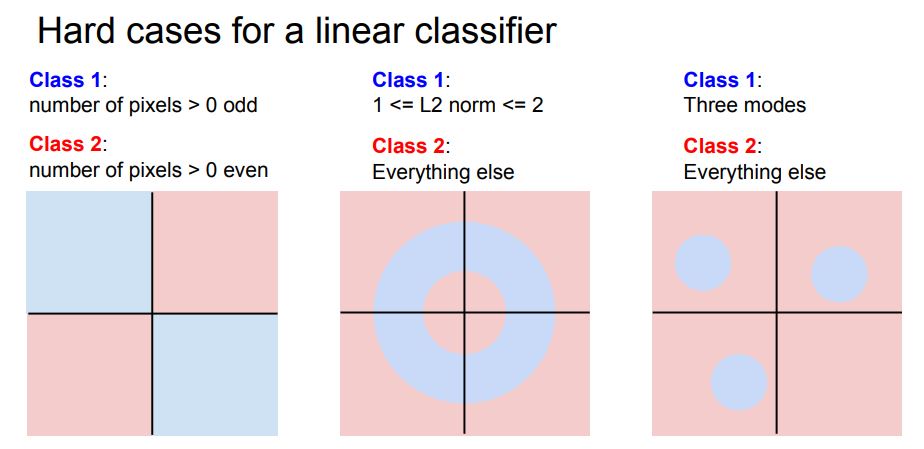 Hard cases for a linear classifier
Class 1:
number of pixels > 0 odd
Class 2:
number of pixels > 0 even
Class 1:
1 <= L2 norm <= 2
Class 2:
Everything else
Class 1:
Three modes
Class 2:
Everything else